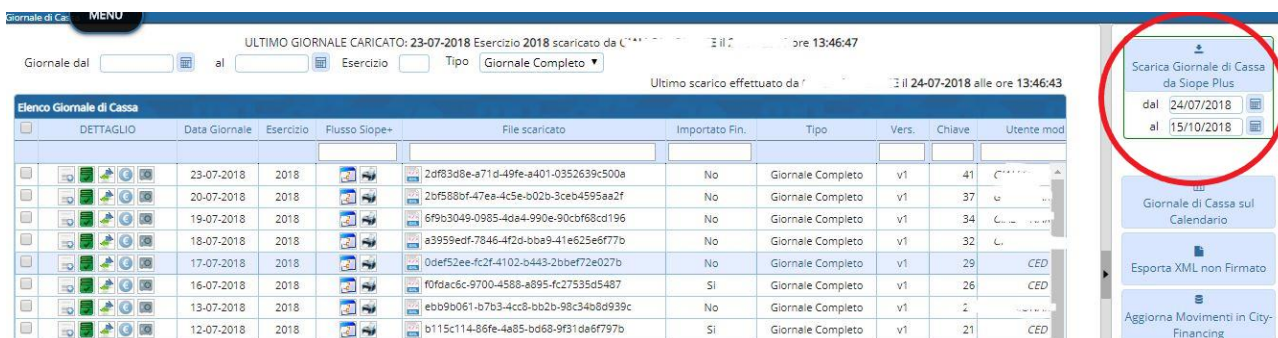 Giornale di Cas
MENU
ULTIMO GIORNALE CARICATO: 23-07-2018 Esercizio 2018 scaricato da il ore 13:46:47
Giornale dal al Esercizio Tipo Giornale Completo
Ultimo scarico effettuato da il 24-07-2018 alle ore 13:46:43
Scarica Giornale di Cassa
da Siope Plus
dal 24/07/2018
al 15/10/2018
Elenco Giornale di Cassa
DETTAGLIO Data Giornale Esercizio Flusso Siope+ File scaricato Importato Fin. Tipo Vers. Chiave Utente mod
23-07-2018 2018 2df83d8e-a71d-49fe-a401-0352639c500a No Giornale Completo v1 41
20-07-2018 2018 2bf588bf-47ea-4c5e-b02b-3ceb4595aa2f No Giornale Completo v1 37
19-07-2018 2018 6f9b3049-0985-4da4-990e-90cbf68cd196 No Giornale Completo v1 34
18-07-2018 2018 a3959edf-7846-4f2d-bba9-41e625e6f77b No Giornale Completo v1 32
17-07-2018 2018 0def52ee-fc2f-4102-b443-2bbef72e027b No Giornale Completo v1 29 CED
16-07-2018 2018 f0fdac6c-9700-4588-a895-fc27535d5487 Si Giornale Completo v1 26 CED
13-07-2018 2018 ebb9b061-b7b3-4cc8-bb2b-98c34b8d939c No Giornale Completo v1
12-07-2018 2018 b115c114-86fe-4a85-bd68-9f31da6f797b Si Giornale Completo v1 21 CED
Giornale di Cassa sul
Calendario
Esporta XML non Firmato
Aggiorna Movimenti in City-
Financing